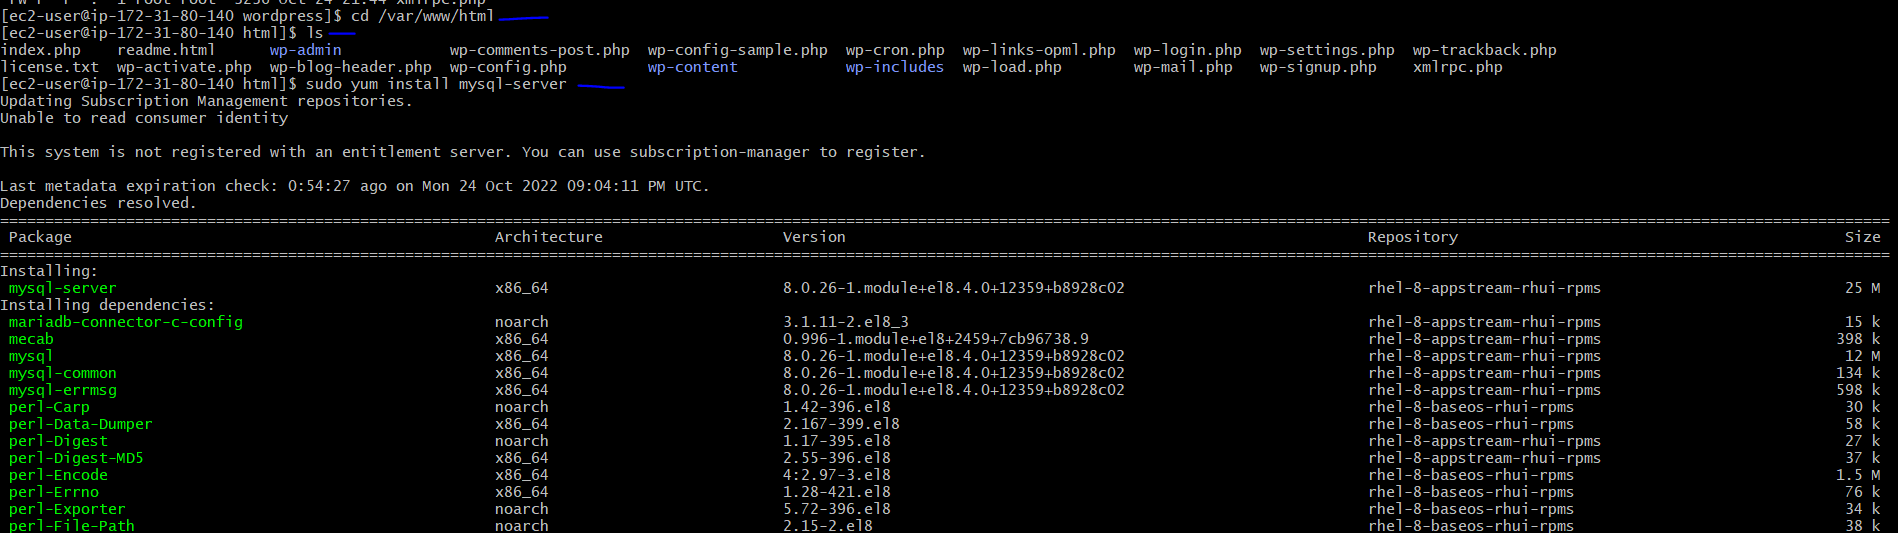 [ec2-user@ip-172-31-80-140 wordpress]$ cd /var/www/html
[ec2-user@ip-172-31-80-140 html]$ ls
index.php readme.html wp-admin wp-comments-post.php wp-config-sample.php wp-cron.php wp-links-opml.php wp-login.php wp-settings.php wp-trackback.php
license.txt wp-activate.php wp-blog-header.php wp-config.php wp-content wp-includes wp-load.php wp-mail.php wp-signup.php xmlrpc.php
[ec2-user@ip-172-31-80-140 html]$ sudo yum install mysql-server
Updating Subscription Management repositories.
Unable to read consumer identity
This system is not registered with an entitlement server. You can use subscription-manager to register.
Last metadata expiration check: 0:54:27 ago on Mon 24 Oct 2022 09:04:11 PM UTC.
Dependencies resolved.
Package Architecture Version Repository Size
Installing:
mysql-server x86_64 8.0.26-1.module+el8.4.0+12359+b8928c02 rhel-8-appstream-rhui-rpms 25 M
Installing dependencies:
mariadb-connector-c-config noarch 3.1.11-2.el8_3 rhel-8-appstream-rhui-rpms 15 k
mecab x86_64 0.996-1.module+el8+2459+7cb96738.9 rhel-8-appstream-rhui-rpms 398 k
mysql x86_64 8.0.26-1.module+el8.4.0+12359+b8928c02 rhel-8-appstream-rhui-rpms 12 M
mysql-common x86_64 8.0.26-1.module+el8.4.0+12359+b8928c02 rhel-8-appstream-rhui-rpms 134 k
mysql-errmsg x86_64 8.0.26-1.module+el8.4.0+12359+b8928c02 rhel-8-appstream-rhui-rpms 598 k
perl-Carp noarch 1.42-396.el8 rhel-8-baseos-rhui-rpms 30 k
perl-Data-Dumper x86_64 2.167-399.el8 rhel-8-baseos-rhui-rpms 58 k
perl-Digest noarch 1.17-395.el8 rhel-8-appstream-rhui-rpms 27 k
perl-Digest-MD5 x86_64 2.55-396.el8 rhel-8-appstream-rhui-rpms 37 k
perl-Encode x86_64 4:2.97-3.el8 rhel-8-baseos-rhui-rpms 1.5 M
perl-Errno x86_64 1.28-421.el8 rhel-8-baseos-rhui-rpms 76 k
perl-Exporter noarch 5.72-396.el8 rhel-8-baseos-rhui-rpms 34 k
perl-File-Path noarch 2.15-2.el8 rhel-8-baseos-rhui-rpms 38 k